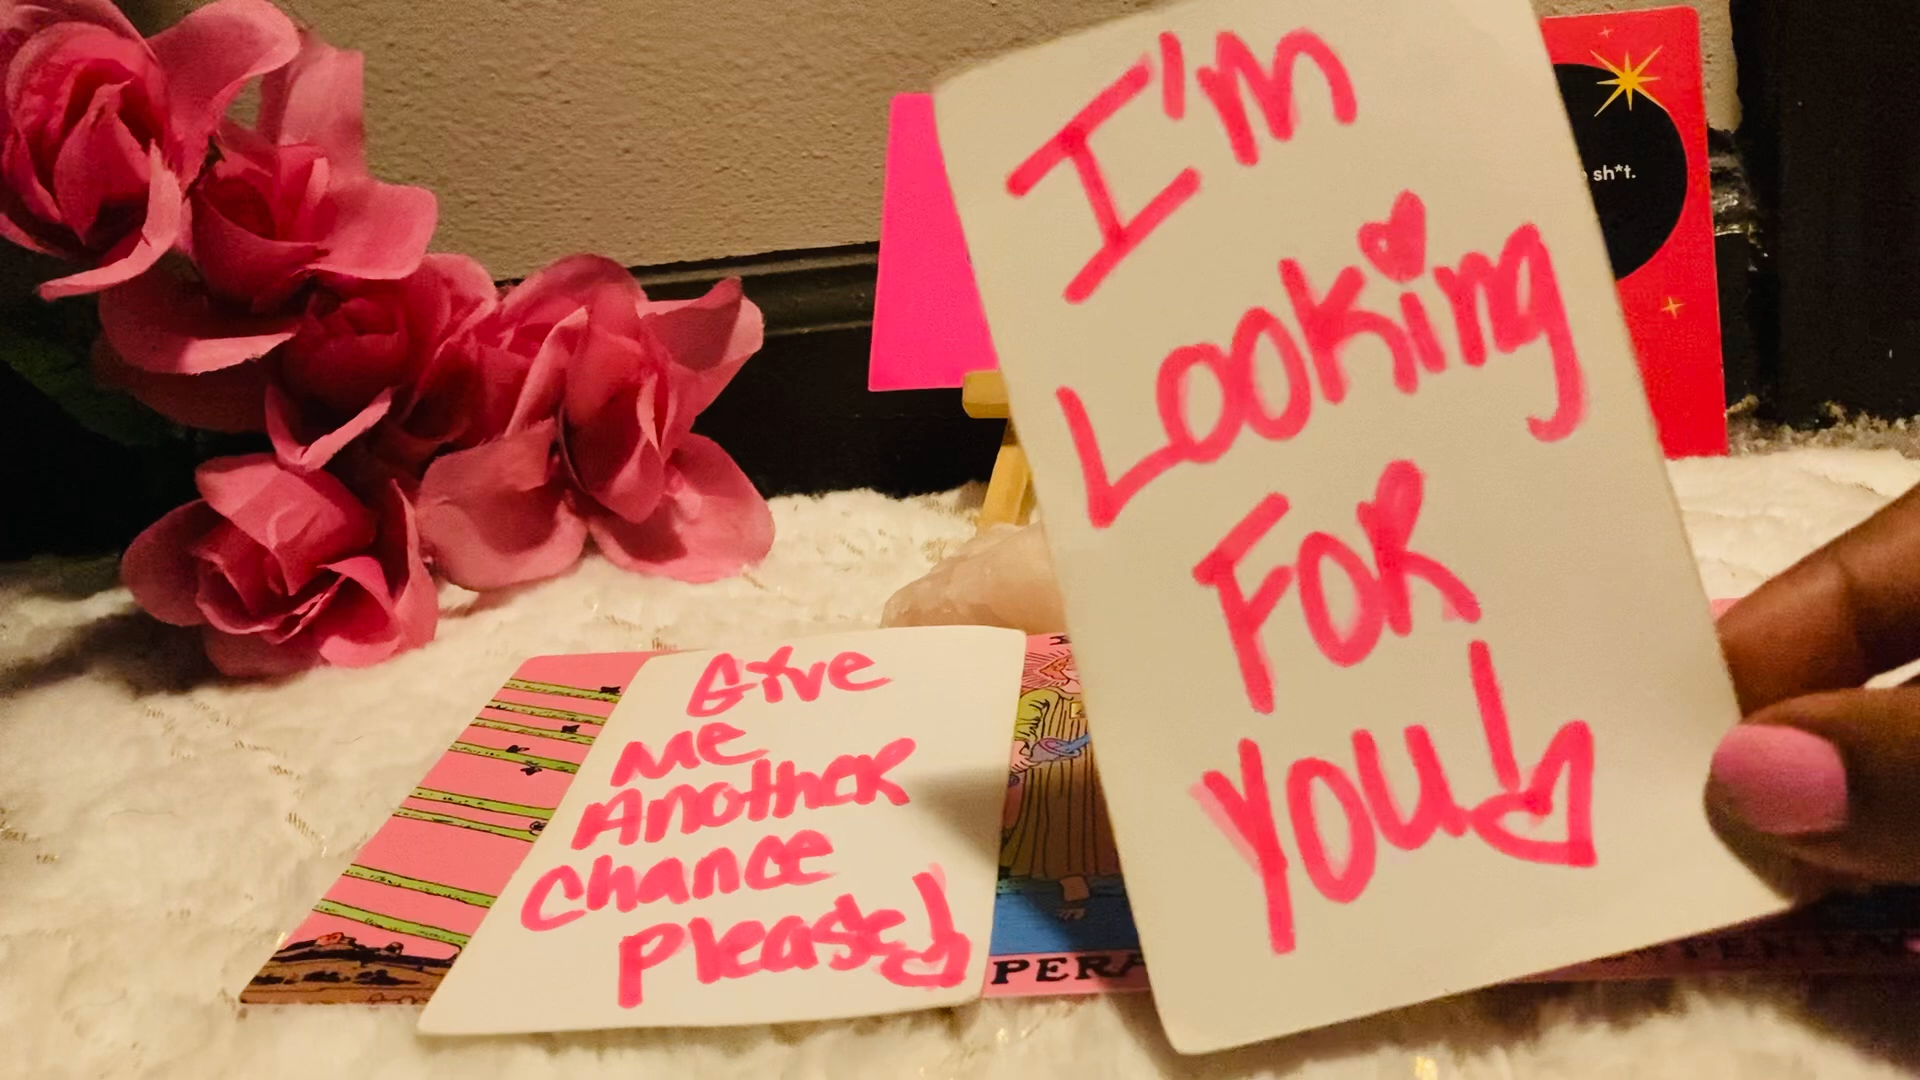 I'm
Looking
For
You!
sh*t.
Give
Me
Another
Chance
Please!
PERA